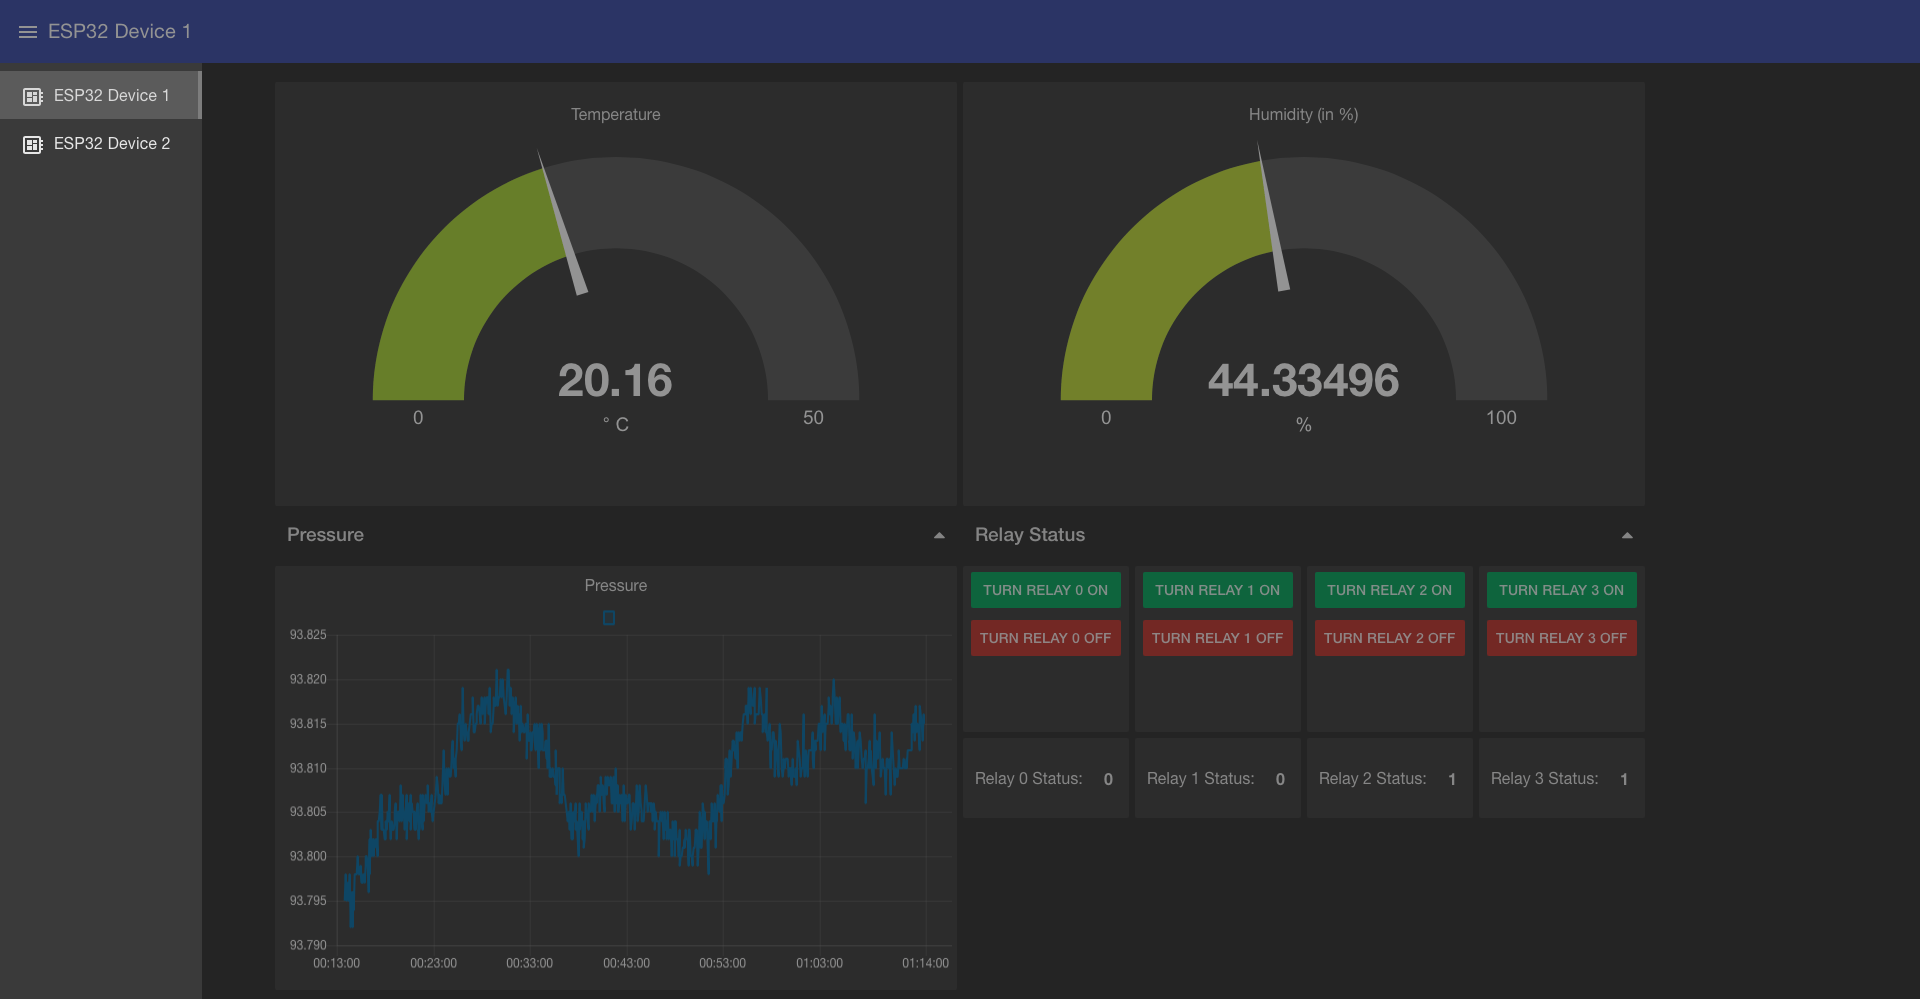 ESP32 Device 1
ESP32 Device 1
ESP32 Device 2
Temperature
20.16
° C
0
50
Humidity (in %)
44.33496
%
0
100
Pressure
Pressure
93.825
93.820
93.815
93.810
93.805
93.800
93.795
93.790
00:13:00 00:23:00 00:33:00 00:43:00 00:53:00 01:03:00 01:14:00
Relay Status
TURN RELAY 0 ON
TURN RELAY 1 ON
TURN RELAY 2 ON
TURN RELAY 3 ON
TURN RELAY 0 OFF
TURN RELAY 1 OFF
TURN RELAY 2 OFF
TURN RELAY 3 OFF
Relay 0 Status: 0
Relay 1 Status: 0
Relay 2 Status: 1
Relay 3 Status: 1